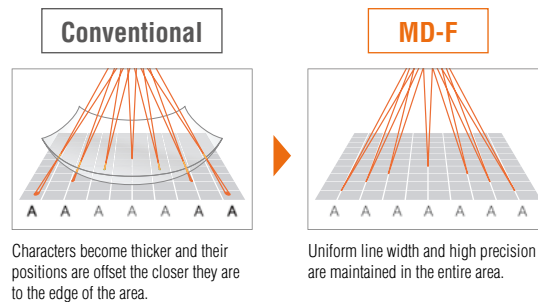 Conventional
MD-F
A A A A A A A
A A A A A A A
Characters become thicker and their
positions are offset the closer they are
to the edge of the area.
Uniform line width and high precision
are maintained in the entire area.